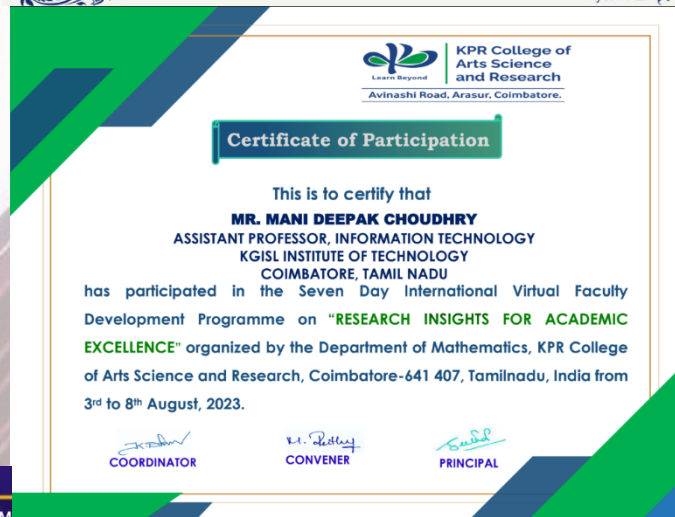 KPR College of
Arts Science
and Research
Learn Beyond
Avinashi Road, Arasur, Coimbatore.
Certificate of Participation
This is to certify that
MR. MANI DEEPAK CHOUDHRY
ASSISTANT PROFESSOR, INFORMATION TECHNOLOGY
KGISL INSTITUTE OF TECHNOLOGY
COIMBATORE, TAMIL NADU
has participated in the Seven Day International Virtual Faculty
Development Programme on “RESEARCH INSIGHTS FOR ACADEMIC
EXCELLENCE” organized by the Department of Mathematics, KPR College
of Arts Science and Research, Coimbatore-641 407, Tamilnadu, India from
3rd to 8th August, 2023.
COORDINATOR
CONVENER
PRINCIPAL